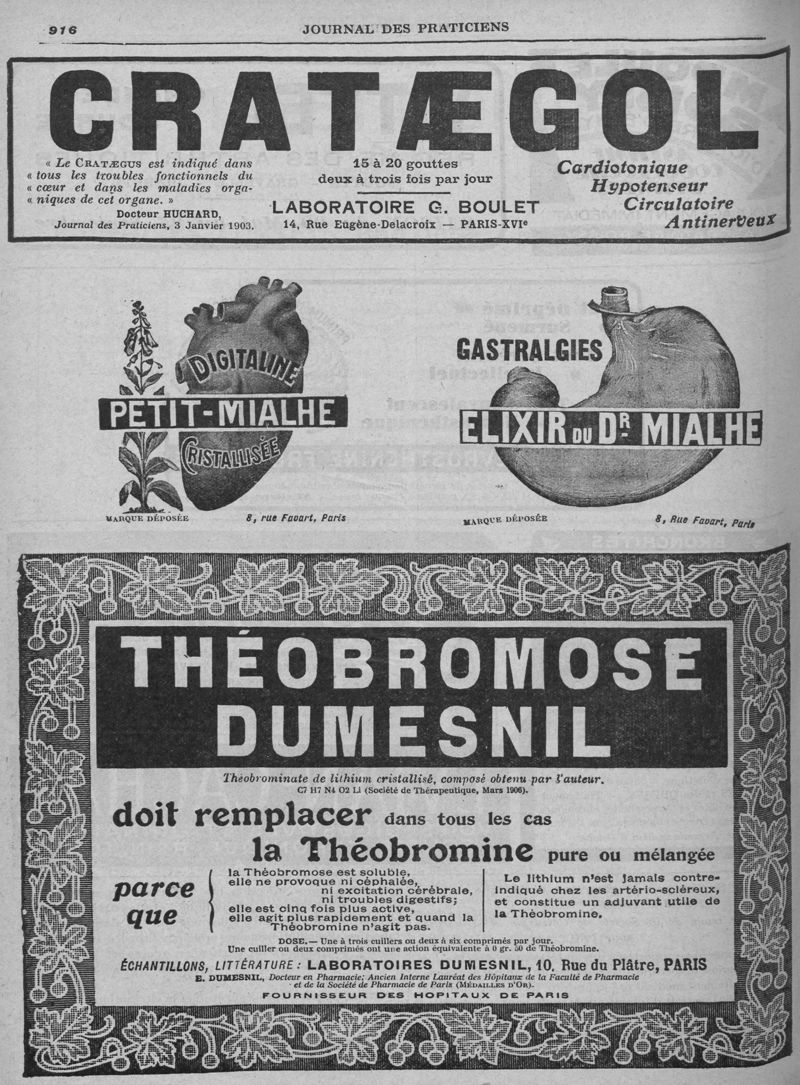 916
JOURNAL DES PRATICIENS
CRATÆGOL
« Le CRATÆGUS est indiqué dans
« tous les troubles fonctionnels du
« cœur et dans les maladies orga-
« niques de cet organe. »
Docteur HUCHARD,
Journal des Praticiens, 3 Janvier 1903.
15 à 20 gouttes
deux à trois fois par jour
LABORATOIRE G. BOULET
14, Rue Eugène-Delacroix — PARIS-XVIe
Cardiotonique
Hypotenseur
Circulatoire
Antinerveux
DIGITALINE
PETIT-MIALHE
CRISTALLISÉE
MARQUE DÉPOSÉE
8, rue Favart, Paris
GASTRALGIES
ELIXIR DU DR MIALHE
MARQUE DÉPOSÉE
8, Rue Favart, Paris
THÉOBROMOSE
DUMESNIL
Théobrominate de lithium cristallisé, composé obtenu par l'auteur.
C7 H7 N4 O2 Li (Société de Thérapeutique, Mars 1906).
doit remplacer dans tous les cas
la Théobromine pure ou mélangée
parce
que
la Théobromose est soluble,
elle ne provoque ni céphalée,
ni excitation cérébrale,
ni troubles digestifs;
elle est cinq fois plus active,
elle agit plus rapidement et quand la
Théobromine n'agit pas.
Le lithium n'est jamais contre-
indiqué chez les artério-scléreux,
et constitue un adjuvant utile de
la Théobromine.
DOSE. — Une à trois cuillers ou deux à six comprimés par jour.
Une cuiller ou deux comprimés ont une action équivalente à 0 gr. 50 de Théobromine.
ÉCHANTILLONS, LITTÉRATURE : LABORATOIRES DUMESNIL, 10, Rue du Plâtre, PARIS
E. DUMESNIL, Docteur en Pharmacie; Ancien Interne Lauréat des Hôpitaux de la Faculté de Pharmacie
et de la Société de Pharmacie de Paris (MÉDAILLES D'OR).
FOURNISSEUR DES HOPITAUX DE PARIS